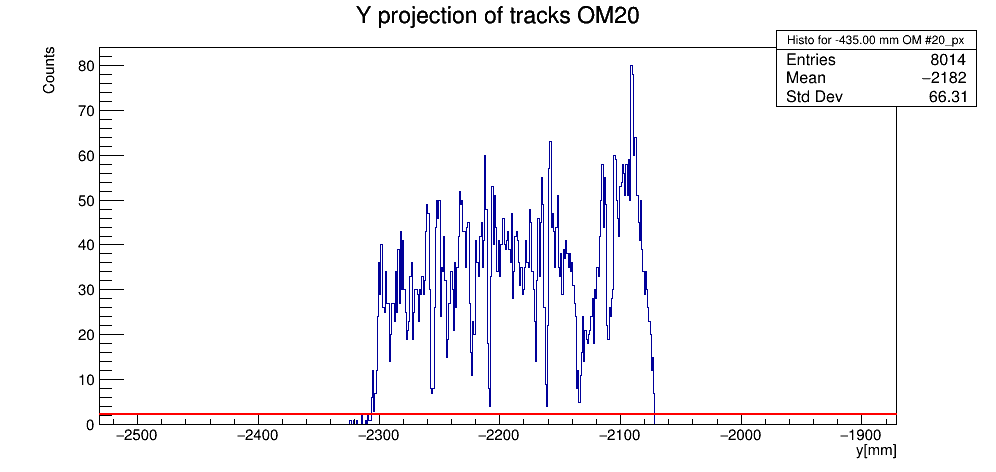 Y projection of tracks OM20
Histo for -435.00 mm OM #20_px
Entries 8014
Mean −2182
Std Dev 66.31
Counts
80
70
60
50
40
30
20
10
0
−2500 −2400 −2300 −2200 −2100 −2000 −1900
y[mm]